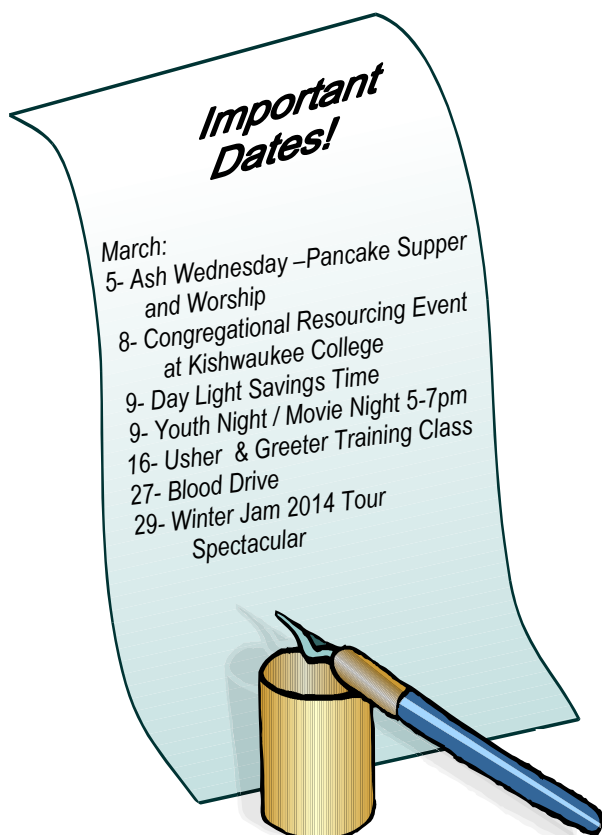 Important
Dates!
March:
5- Ash Wednesday –Pancake Supper
and Worship
8- Congregational Resourcing Event
at Kishwaukee College
9- Day Light Savings Time
9- Youth Night / Movie Night 5-7pm
16- Usher & Greeter Training Class
27- Blood Drive
29- Winter Jam 2014 Tour
Spectacular